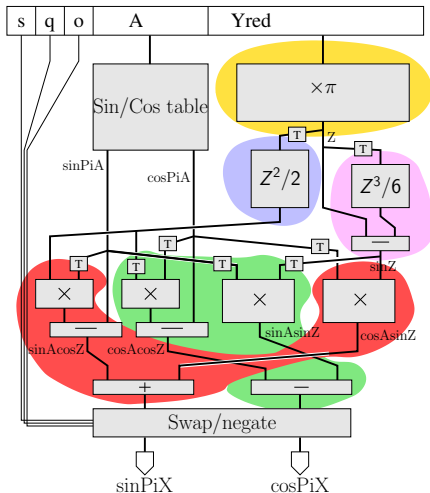 s q o A Yred
Sin/Cos table
×π
T
Z
T
sinPiA
cosPiA
Z²/2
Z³/6
T
T
—
T
T
T
T
sinZ
×
×
×
×
—
—
sinAsinZ
cosAsinZ
sinAcosZ
cosAcosZ
+
—
Swap/negate
sinPiX
cosPiX